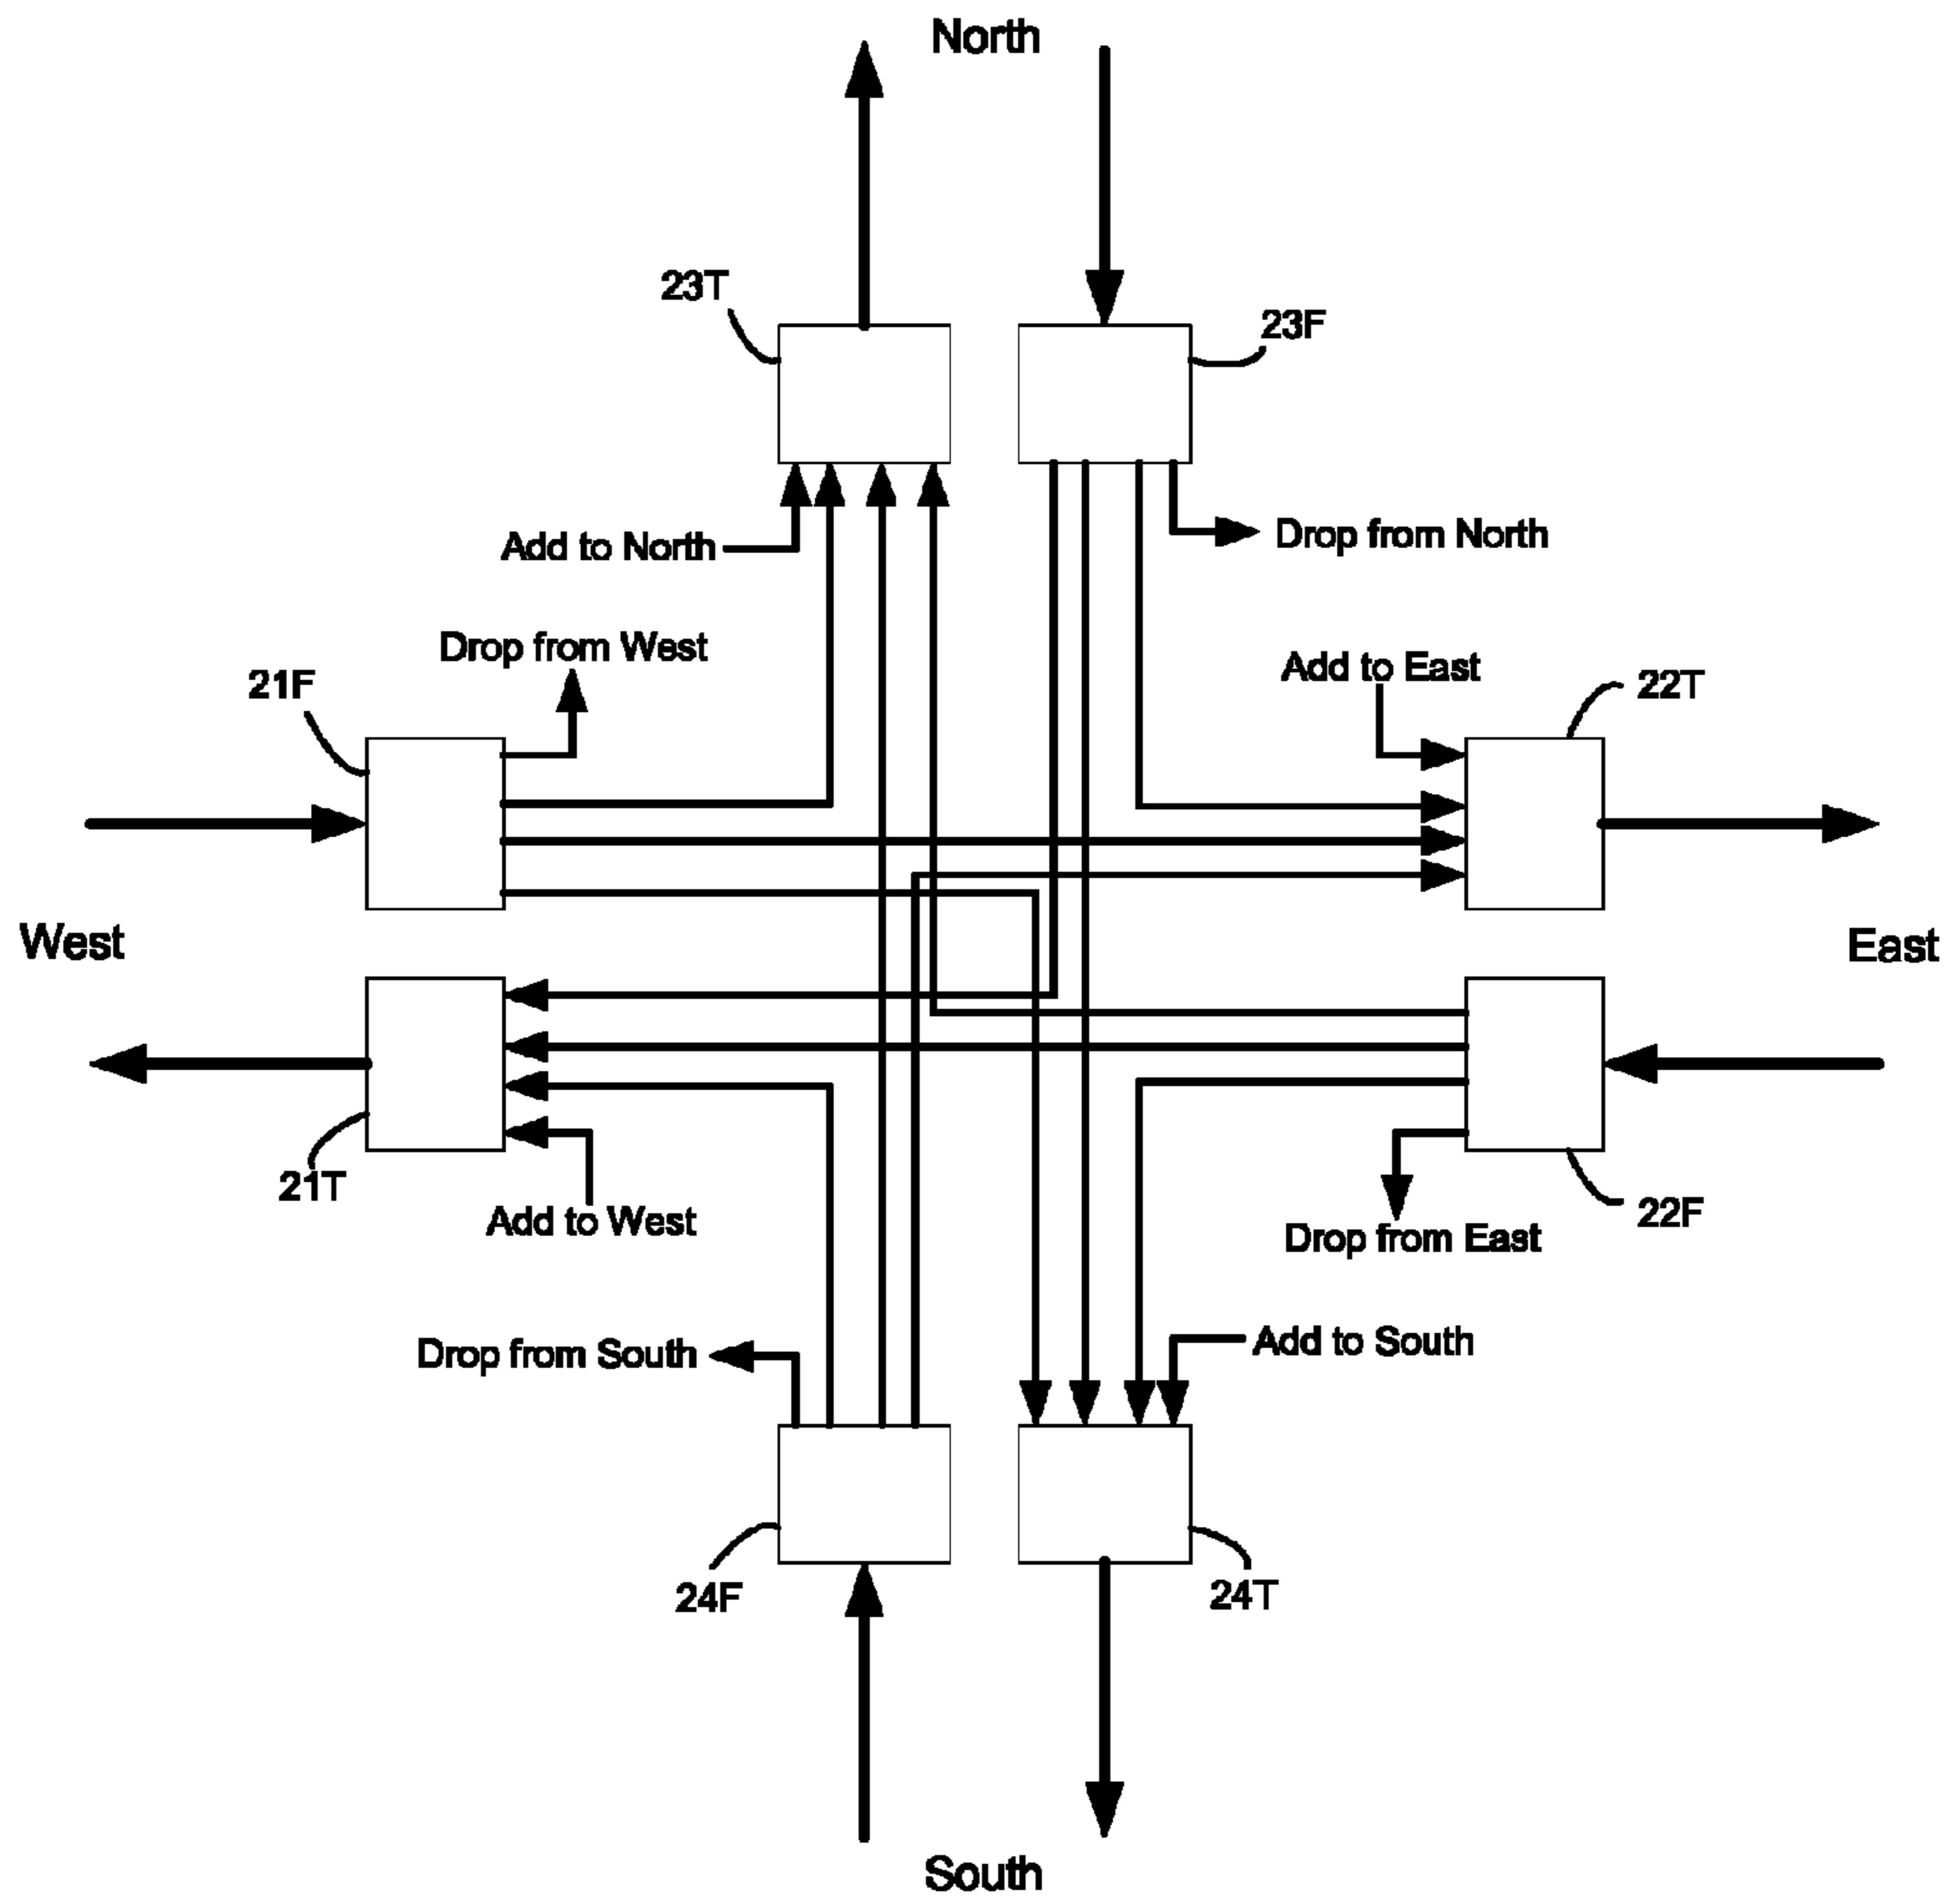 North
23T
23F
Drop from North
Add to North
Drop from West
Add to East
21F
22T
West
East
21T
Add to West
22F
Drop from East
Add to South
Drop from South
24F
24T
South